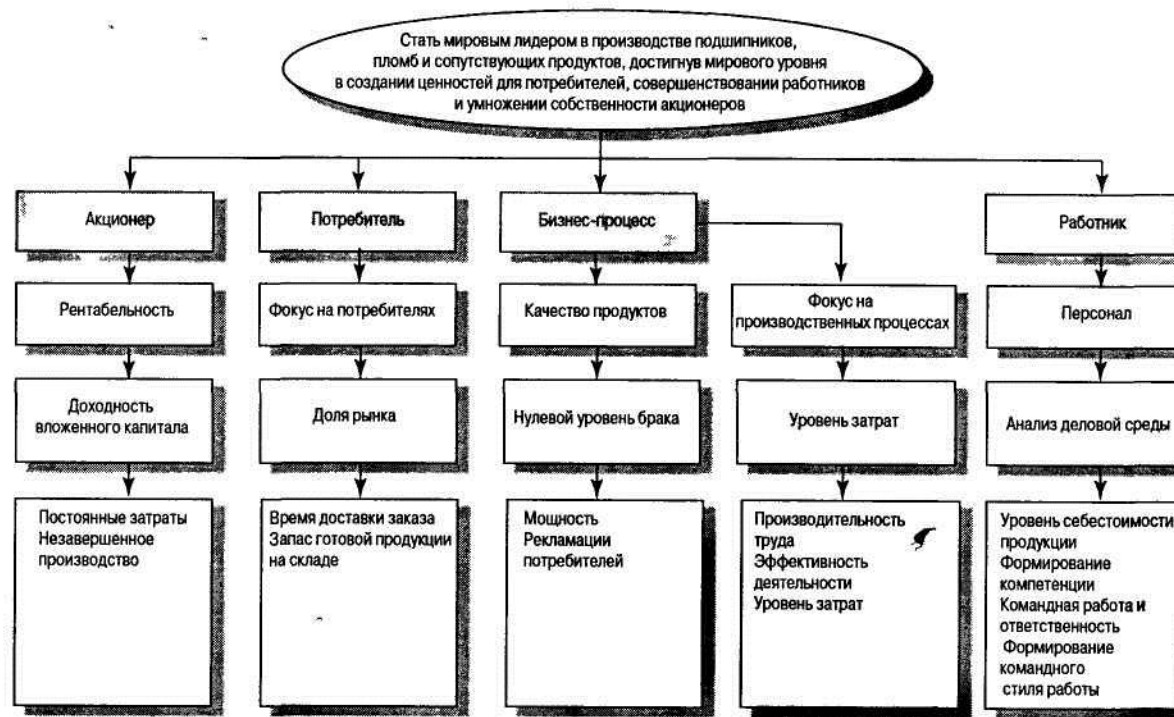 Стать мировым лидером в производстве подшипников,
пломб и сопутствующих продуктов, достигнув мирового уровня
в создании ценностей для потребителей, совершенствовании работников
и умножении собственности акционеров
Акционер
Потребитель
Бизнес-процесс
Работник
Рентабельность
Фокус на потребителях
Качество продуктов
Фокус на
производственных процессах
Персонал
Доходность
вложенного капитала
Доля рынка
Нулевой уровень брака
Уровень затрат
Анализ деловой среды
Постоянные затраты
Незавершенное
производство
Время доставки заказа
Запас готовой продукции
на складе
Мощность
Рекламации
потребителей
Производительность
труда
Эффективность
деятельности
Уровень затрат
Уровень себестоимости
продукции
Формирование
компетенции
Командная работа и
ответственность
Формирование
командного
стиля работы